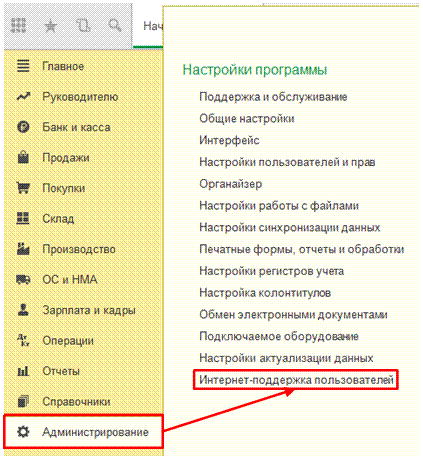 Нач
Главное
Руководителю
Банк и касса
Продажи
Покупки
Склад
Производство
ОС и НМА
Зарплата и кадры
Дт Кт
Операции
Отчеты
Справочники
Администрирование
Настройки программы
Поддержка и обслуживание
Общие настройки
Интерфейс
Настройки пользователей и прав
Органайзер
Настройки работы с файлами
Настройки синхронизации данных
Печатные формы, отчеты и обработки
Настройки регистров учета
Настройка колонтитулов
Обмен электронными документами
Подключаемое оборудование
Настройки актуализации данных
Интернет-поддержка пользователей